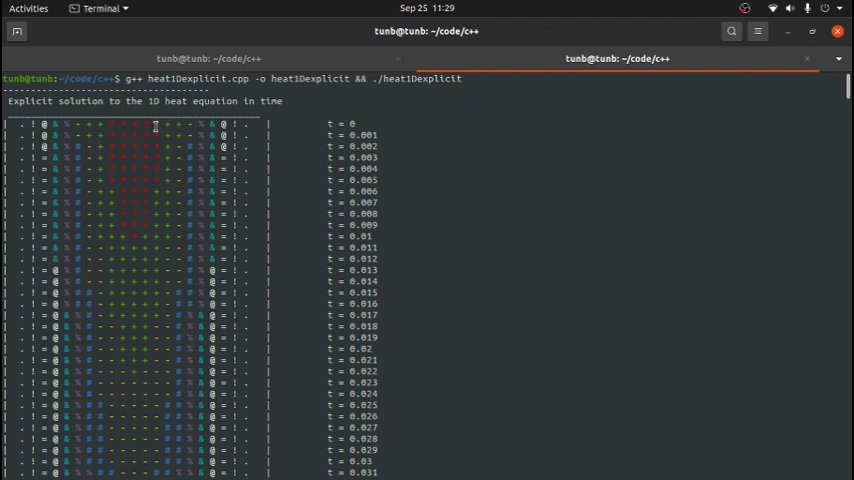 Activities Terminal Sep 25 11:29
tunb@tunb: ~/code/c++
tunb@tunb: ~/code/c++ tunb@tunb: ~/code/c++
tunb@tunb:~/code/c++$ g++ heat1Dexplicit.cpp -o heat1Dexplicit && ./heat1Dexplicit
----------------------------------------
Explicit solution to the 1D heat equation in time
| . ! @ & % - + + * * * * * + + - % & @ ! . | t = 0
| . ! @ & % - + + * * * * * + + - % & @ ! . | t = 0.001
| . ! @ & % # - + * * * * * + - # % & @ ! . | t = 0.002
| . ! = & % # - + * * * * * + - # % & = ! . | t = 0.003
| . ! = & % # - + * * * * * + - # % & = ! . | t = 0.004
| . ! = & % # - + * * * * * + - # % & = ! . | t = 0.005
| . ! = & % # - + + * * * + + - # % & = ! . | t = 0.006
| . ! = & % # - + + * * * + + - # % & = ! . | t = 0.007
| . ! = & % # - + + * * * + + - # % & = ! . | t = 0.008
| . ! = & % # - + + * * * + + - # % & = ! . | t = 0.009
| . ! = & % # - + + + * + + + - # % & = ! . | t = 0.01
| . ! = & % # - + + + + + + + - # % & = ! . | t = 0.011
| . ! = & % # - + + + + + + + - # % & = ! . | t = 0.012
| . ! = @ % # - - + + + + + - - # % @ = ! . | t = 0.013
| . ! = @ % # - - + + + + + - - # % @ = ! . | t = 0.014
| . ! = @ % # # - + + + + + - # # % @ = ! . | t = 0.015
| . ! = @ % # # - + + + + + - # # % @ = ! . | t = 0.016
| . ! = @ & % # - - + + + - - # % & @ = ! . | t = 0.017
| . ! = @ & % # - - + + + - - # % & @ = ! . | t = 0.018
| . ! = @ & % # - - + + + - - # % & @ = ! . | t = 0.019
| . ! = @ & % # - - + + + - - # % & @ = ! . | t = 0.02
| . ! = @ & % # - - + + + - - # % & @ = ! . | t = 0.021
| . ! = @ & % # - - - + - - - # % & @ = ! . | t = 0.022
| . ! = @ & % # - - - - - - - # % & @ = ! . | t = 0.023
| . ! = @ & % # - - - - - - - # % & @ = ! . | t = 0.024
| . ! = @ & % # # - - - - - # # % & @ = ! . | t = 0.025
| . ! = @ & % # # - - - - - # # % & @ = ! . | t = 0.026
| . ! = @ & % # # - - - - - # # % & @ = ! . | t = 0.027
| . ! = @ & % # # - - - - - # # % & @ = ! . | t = 0.028
| . ! = @ & % # # - - - - - # # % & @ = ! . | t = 0.029
| . ! = @ & % # # - - - - - # # % & @ = ! . | t = 0.03
| . ! = @ & % % # # - - - # # % % & @ = ! . | t = 0.031